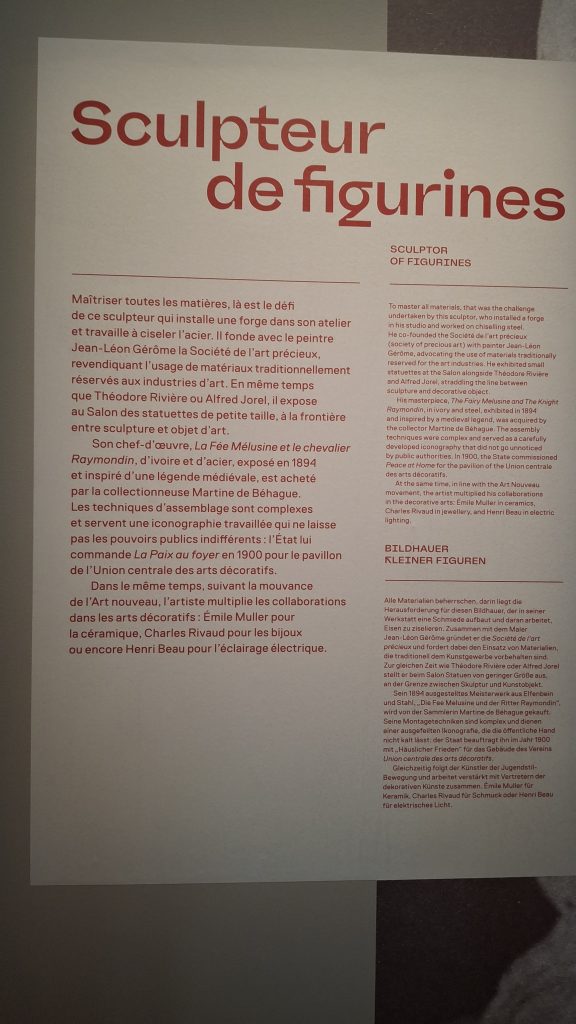 Sculpteur
de figurines
Maîtriser toutes les matières, là est le défi
de ce sculpteur qui installe une forge dans son atelier
et travaille à ciseler l'acier. Il fonde avec le peintre
Jean-Léon Gérôme la Société de l'art précieux,
revendiquant l'usage de matériaux traditionnellement
réservés aux industries d'art. En même temps
que Théodore Rivière ou Alfred Jorel, il expose
au Salon des statuettes de petite taille, à la frontière
entre sculpture et objet d'art.
Son chef-d'œuvre, La Fée Mélusine et le chevalier
Raymondin, d'ivoire et d'acier, exposé en 1894
et inspiré d'une légende médiévale, est acheté
par la collectionneuse Martine de Béhague.
Les techniques d'assemblage sont complexes
et servent une iconographie travaillée qui ne laisse
pas les pouvoirs publics indifférents : l'État lui
commande La Paix au foyer en 1900 pour le pavillon
de l'Union centrale des arts décoratifs.
Dans le même temps, suivant la mouvance
de l'Art nouveau, l'artiste multiplie les collaborations
dans les arts décoratifs : Émile Muller pour
la céramique, Charles Rivaud pour les bijoux
ou encore Henri Beau pour l'éclairage électrique.
SCULPTOR
OF FIGURINES
To master all materials, that was the challenge
undertaken by this sculptor, who installed a forge
in his studio and worked on chiselling steel.
He co-founded the Société de l'art précieux
(society of precious art) with painter Jean-Léon
Gérôme, advocating the use of materials traditionally
reserved for the art industries. He exhibited small
statuettes at the Salon alongside Théodore Rivière
and Alfred Jorel, straddling the line between
sculpture and decorative object.
His masterpiece, The Fairy Melusine and The Knight
Raymondin, in ivory and steel, exhibited in 1894
and inspired by a medieval legend, was acquired by
the collector Martine de Béhague. The assembly
techniques were complex and served a carefully
developed iconography that did not go unnoticed
by public authorities. In 1900, the State commissioned
Peace at Home for the pavilion of the Union centrale
des arts décoratifs.
At the same time, in line with the Art Nouveau
movement, the artist multiplied his collaborations
in the decorative arts: Émile Muller in ceramics,
Charles Rivaud in jewellery, and Henri Beau in electric
lighting.
BILDHAUER
KLEINER FIGUREN
Alle Materialien beherrschen, darin liegt die
Herausforderung für diesen Bildhauer, der in seiner
Werkstatt eine Schmiede aufbaut und daran arbeitet,
Eisen zu ziselieren. Zusammen mit dem Maler
Jean-Léon Gérôme gründet er die Société de l'art
précieux und fordert dabei den Einsatz von Materialien,
die traditionell dem Kunstgewerbe vorbehalten sind.
Zur gleichen Zeit wie Théodore Rivière oder Alfred Jorel
stellt er beim Salon Statuen von geringer Größe aus,
an der Grenze zwischen Skulptur und Kunstobjekt.
Sein 1894 ausgestelltes Meisterwerk aus Elfenbein
und Stahl, „Die Fee Melusine und der Ritter Raymondin",
wird von der Sammlerin Martine de Béhague gekauft.
Seine Montagetechniken sind komplex und dienen
einer ausgefeilten Ikonografie, die die öffentliche Hand
nicht kalt lässt: der Staat beauftragt ihn im Jahr 1900
mit „Häuslicher Frieden" für das Gebäude des Vereins
Union centrale des arts décoratifs.
Gleichzeitig folgt der Künstler der Jugendstil-
Bewegung und arbeitet verstärkt mit Vertretern der
dekorativen Künste zusammen. Émile Muller für
Keramik, Charles Rivaud für Schmuck oder Henri Beau
für elektrisches Licht.